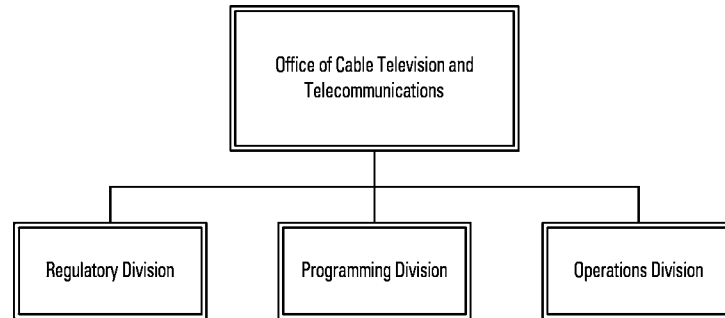 Office of Cable Television and
Telecommunications
Regulatory Division
Programming Division
Operations Division